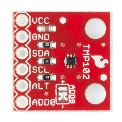 VCC
GND
SDA
SCL
ALT
ADD0
TMP102
ADD0